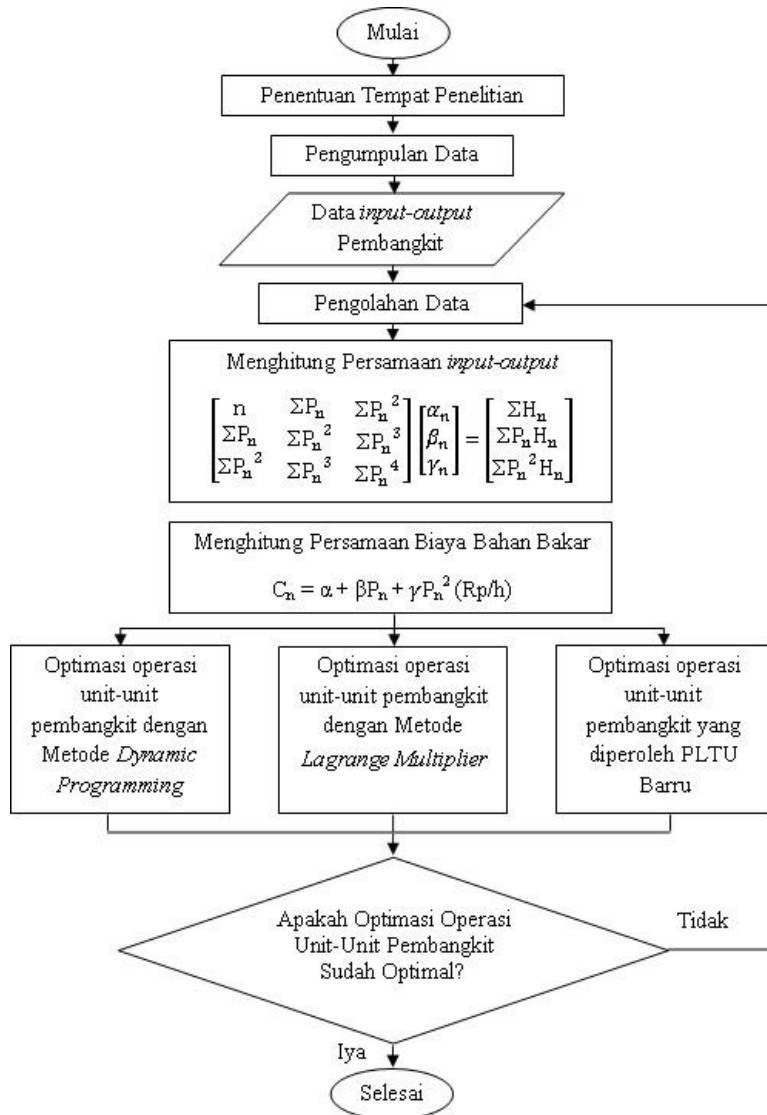 Mulai
Penentuan Tempat Penelitian
Pengumpulan Data
Data input-output
Pembangkit
Pengolahan Data
Menghitung Persamaan input-output
[n ΣPₙ ΣPₙ²] [αₙ] = [ΣHₙ]
[ΣPₙ ΣPₙ² ΣPₙ³] [βₙ] = [ΣPₙHₙ]
[ΣPₙ² ΣPₙ³ ΣPₙ⁴] [γₙ] = [ΣPₙ²Hₙ]
Menghitung Persamaan Biaya Bahan Bakar
Cₙ = α + βPₙ + γPₙ² (Rp/h)
Optimasi operasi
unit-unit
pembangkit dengan
Metode Dynamic
Programming
Optimasi operasi
unit-unit pembangkit
dengan Metode
Lagrange Multiplier
Optimasi operasi
unit-unit
pembangkit yang
diperoleh PLTU
Barru
Apakah Optimasi Operasi
Unit-Unit Pembangkit
Sudah Optimal?
Tidak
Iya
Selesai